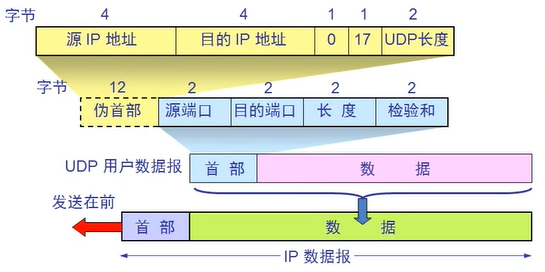 字节 4 4 1 1 2
源 IP 地址 目的 IP 地址 0 17 UDP长度
字节 12 2 2 2 2
伪首部 源端口 目的端口 长 度 检验和
UDP 用户数据报 首 部 数 据
发送在前
首 部 数 据
IP 数据报